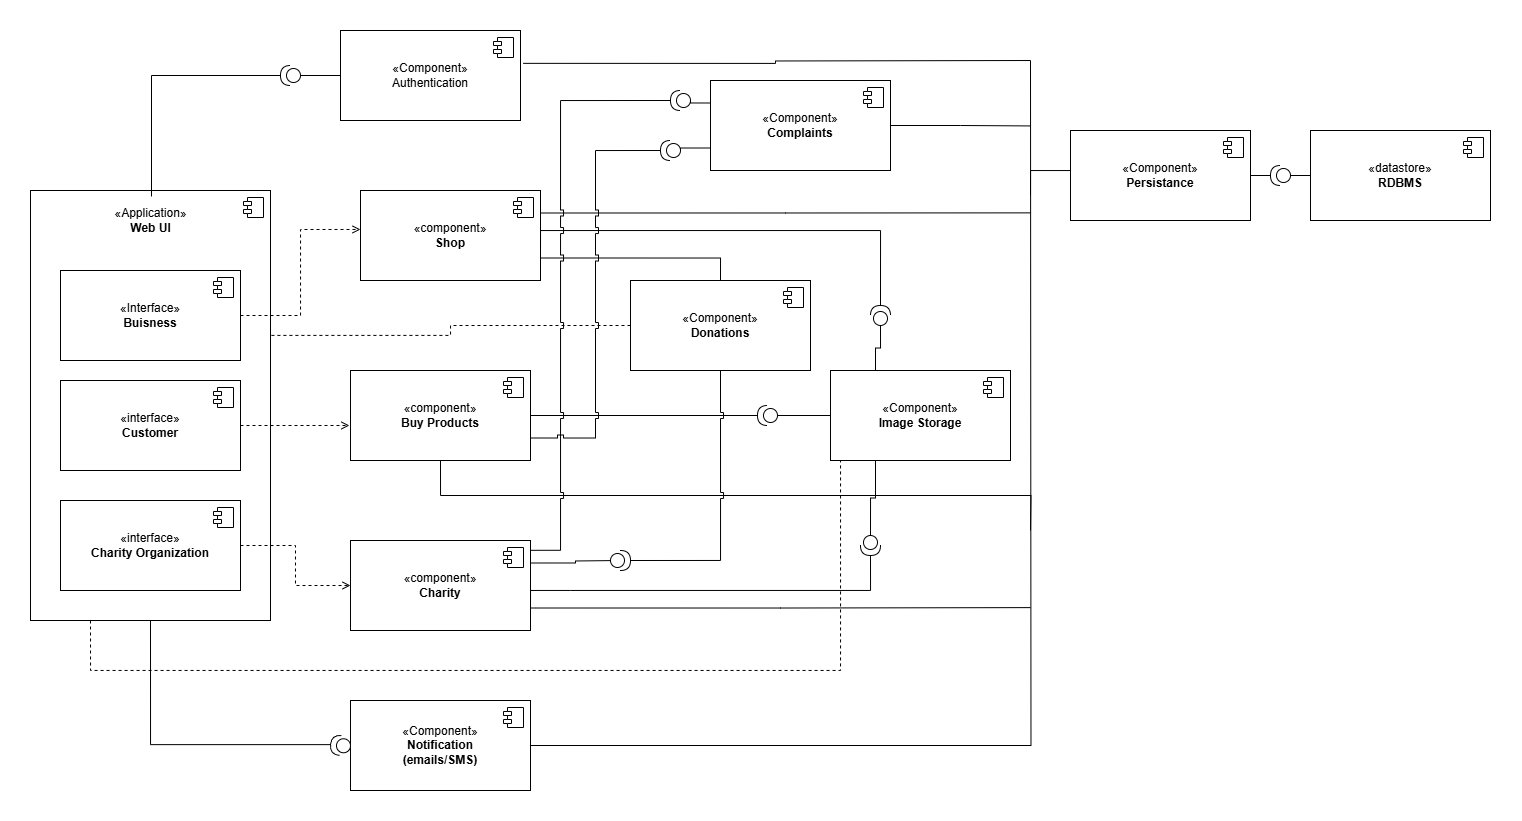 «Component»
Authentication
«Component»
Complaints
«Component»
Persistance
«datastore»
RDBMS
«Application»
Web UI
«component»
Shop
«Interface»
Buisness
«Component»
Donations
«interface»
Customer
«component»
Buy Products
«Component»
Image Storage
«interface»
Charity Organization
«component»
Charity
«Component»
Notification
(emails/SMS)